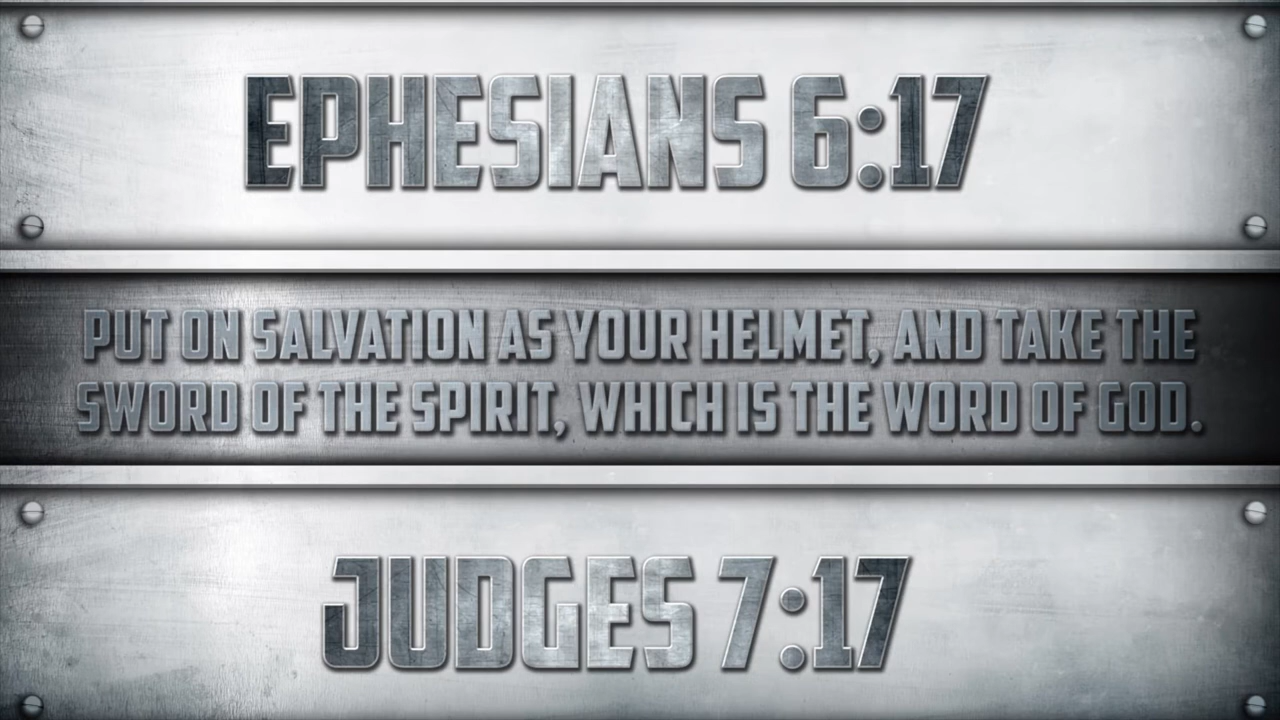 EPHESIANS 6:17
PUT ON SALVATION AS YOUR HELMET, AND TAKE THE
SWORD OF THE SPIRIT, WHICH IS THE WORD OF GOD.
JUDGES 7:17